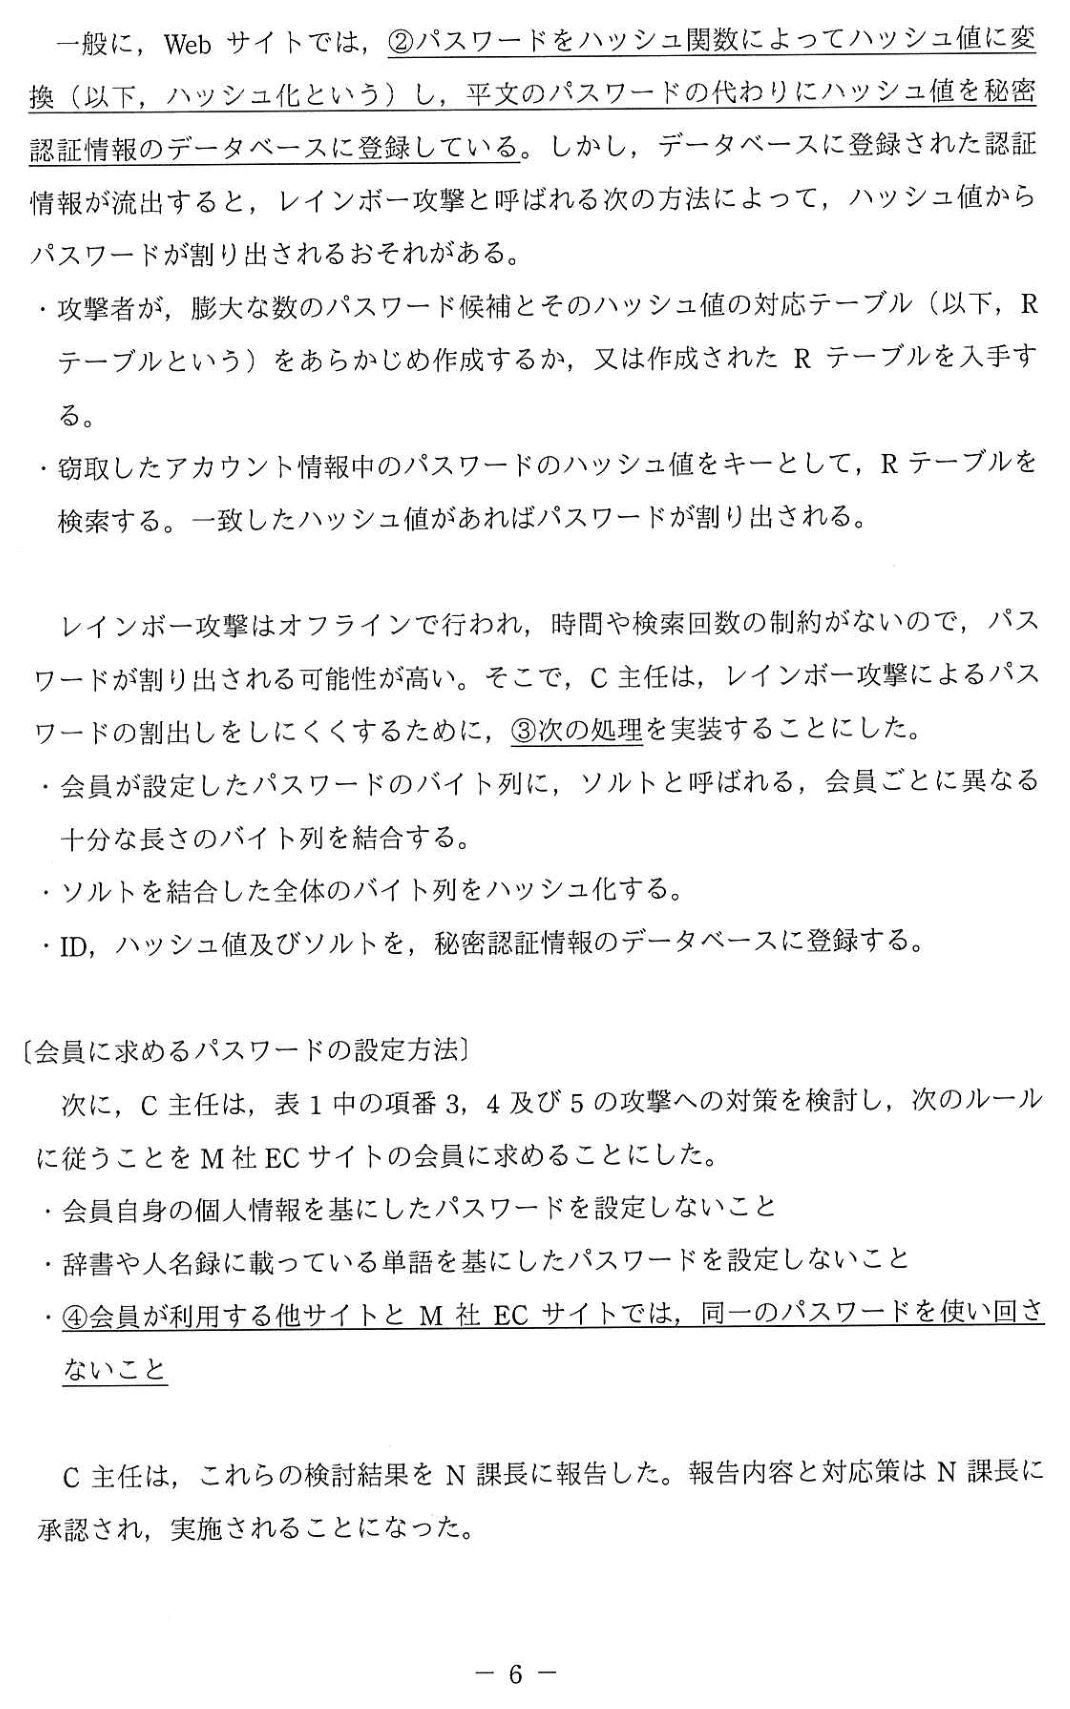 一般に，Web サイトでは，②パスワードをハッシュ関数によってハッシュ値に変
換（以下，ハッシュ化という）し，平文のパスワードの代わりにハッシュ値を秘密
認証情報のデータベースに登録している。しかし，データベースに登録された認証
情報が流出すると，レインボー攻撃と呼ばれる次の方法によって，ハッシュ値から
パスワードが割り出されるおそれがある。
・攻撃者が，膨大な数のパスワード候補とそのハッシュ値の対応テーブル（以下，R
テーブルという）をあらかじめ作成するか，又は作成された R テーブルを入手す
る。
・窃取したアカウント情報中のパスワードのハッシュ値をキーとして，R テーブルを
検索する。一致したハッシュ値があればパスワードが割り出される。
レインボー攻撃はオフラインで行われ，時間や検索回数の制約がないので，パス
ワードが割り出される可能性が高い。そこで，C 主任は，レインボー攻撃によるパス
ワードの割出しをしにくくするために，③次の処理を実装することにした。
・会員が設定したパスワードのバイト列に，ソルトと呼ばれる，会員ごとに異なる
十分な長さのバイト列を結合する。
・ソルトを結合した全体のバイト列をハッシュ化する。
・ID，ハッシュ値及びソルトを，秘密認証情報のデータベースに登録する。
〔会員に求めるパスワードの設定方法〕
次に，C 主任は，表 1 中の項番 3，4 及び 5 の攻撃への対策を検討し，次のルール
に従うことを M 社 EC サイトの会員に求めることにした。
・会員自身の個人情報を基にしたパスワードを設定しないこと
・辞書や人名録に載っている単語を基にしたパスワードを設定しないこと
・④会員が利用する他サイトと M 社 EC サイトでは，同一のパスワードを使い回さ
ないこと
C 主任は，これらの検討結果を N 課長に報告した。報告内容と対応策は N 課長に
承認され，実施されることになった。
－ 6 －